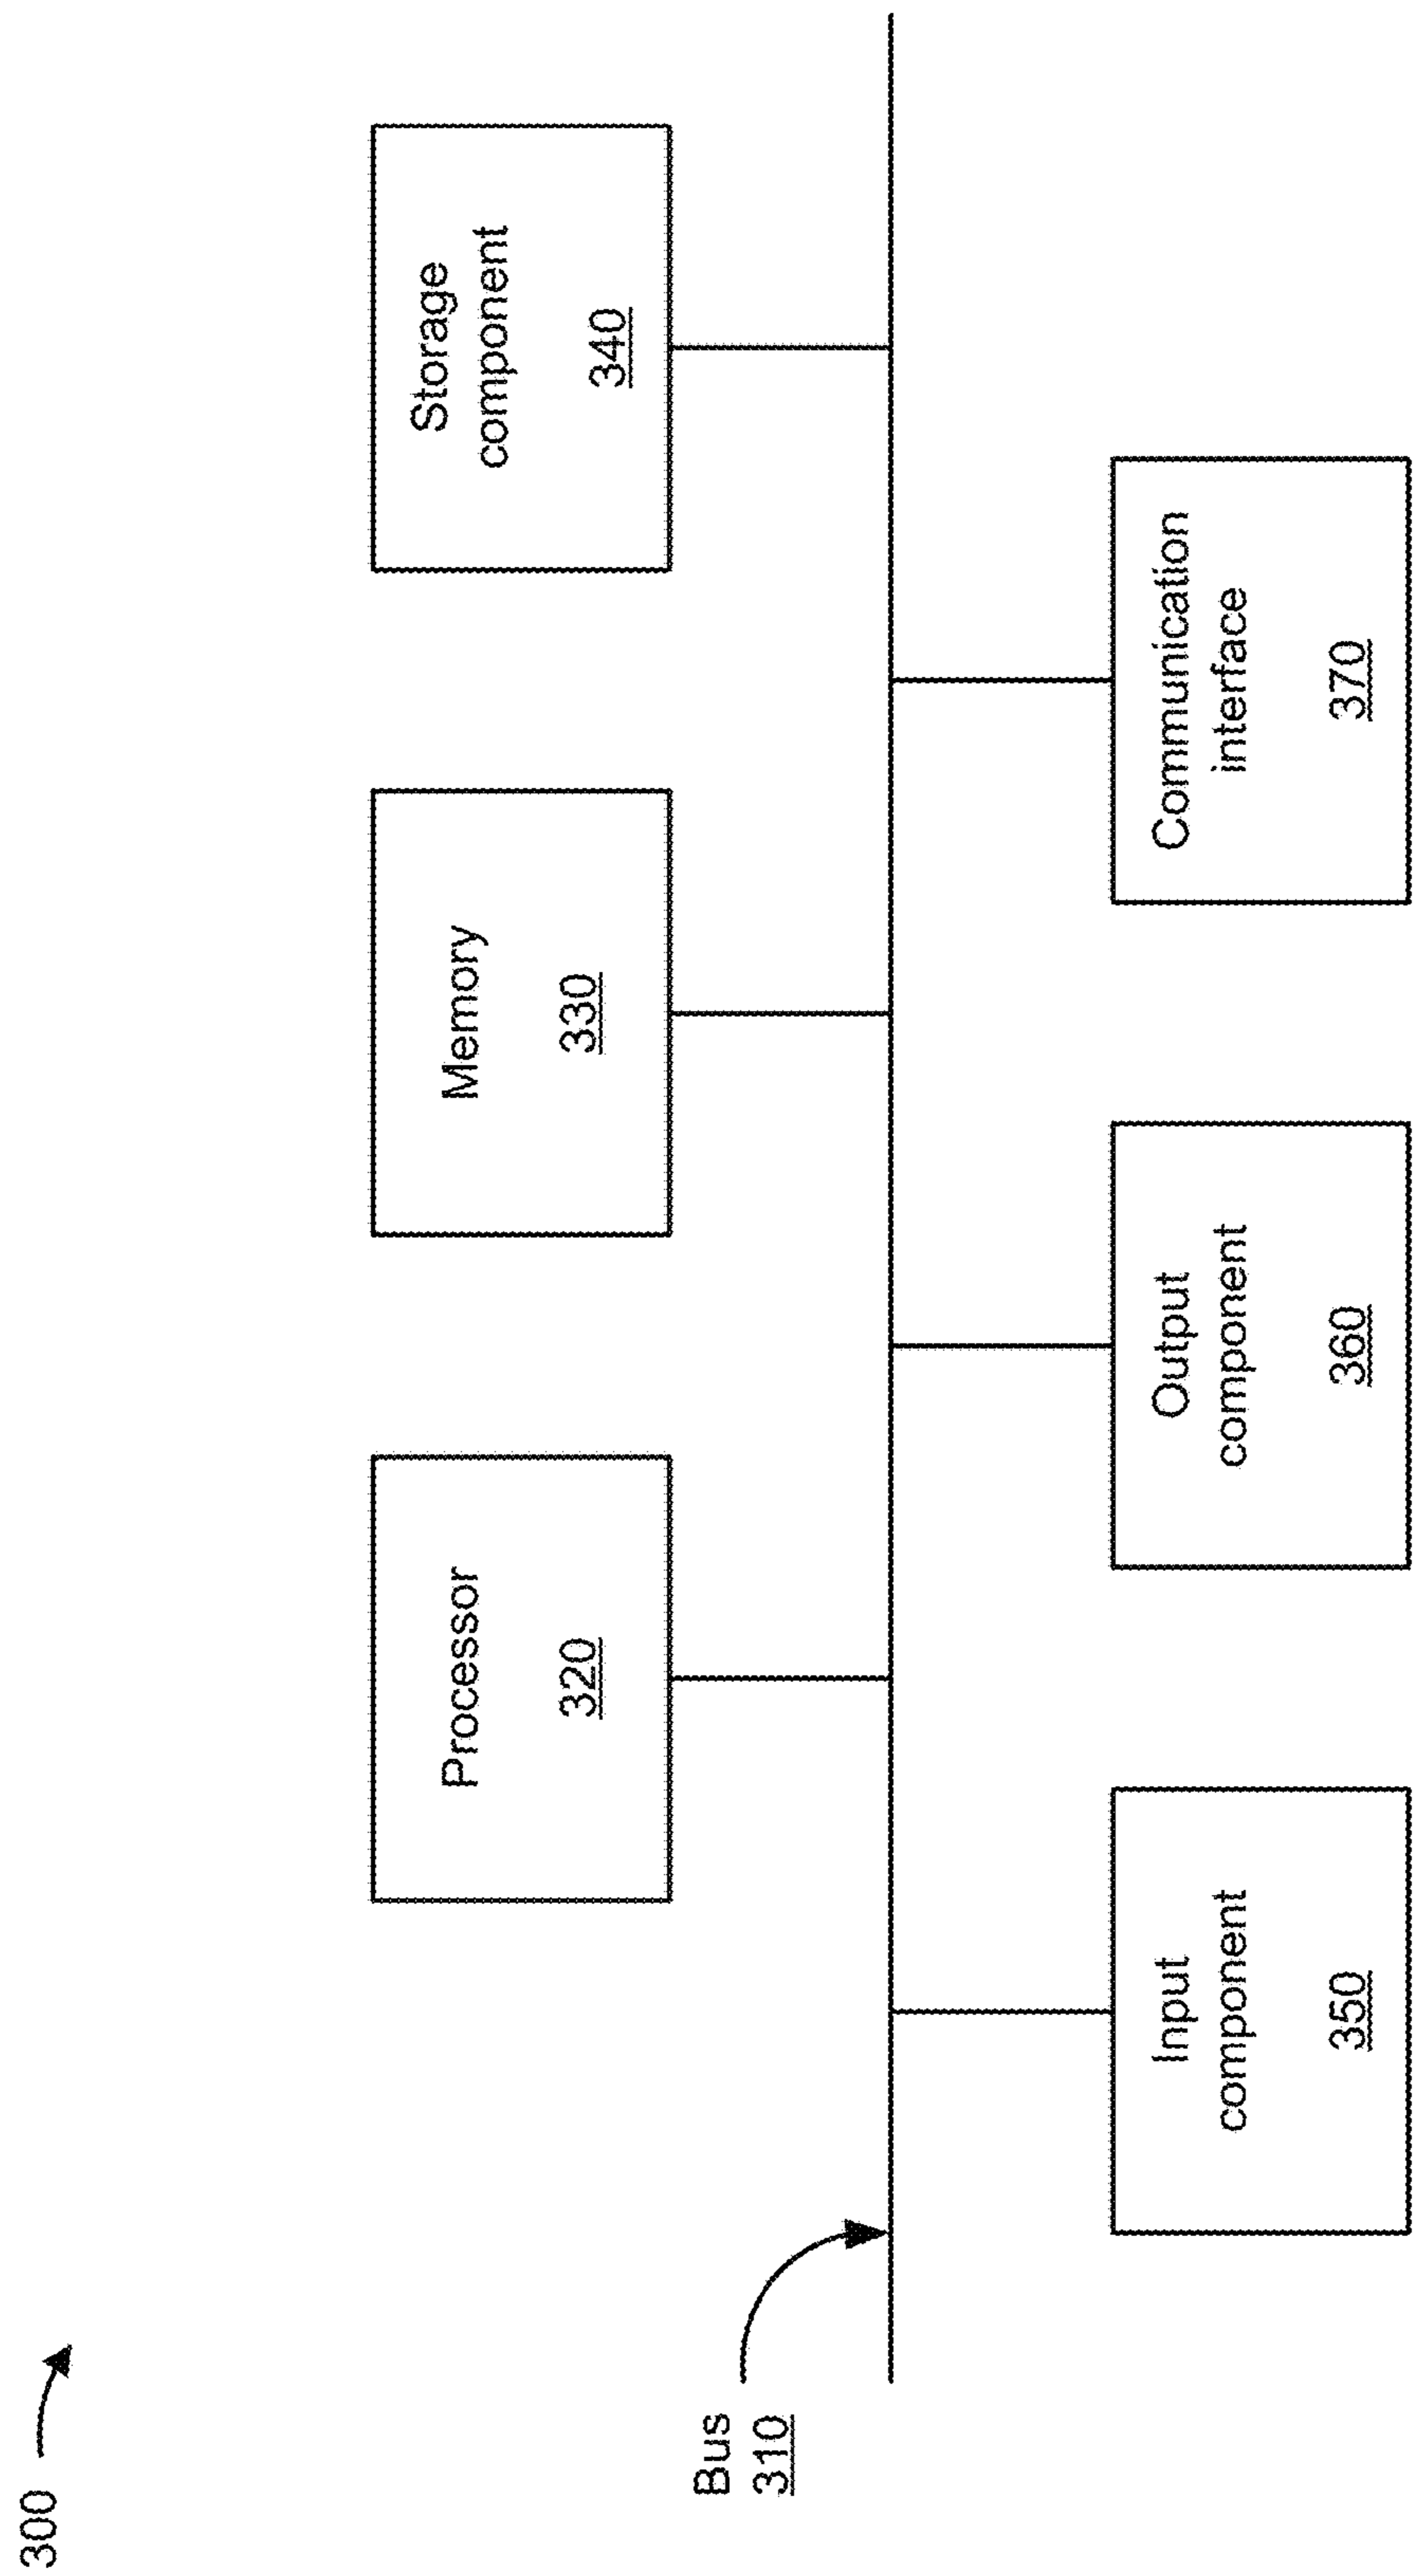 300
Bus
310
Processor
320
Memory
330
Storage
component
340
Input
component
350
Output
component
360
Communication
interface
370